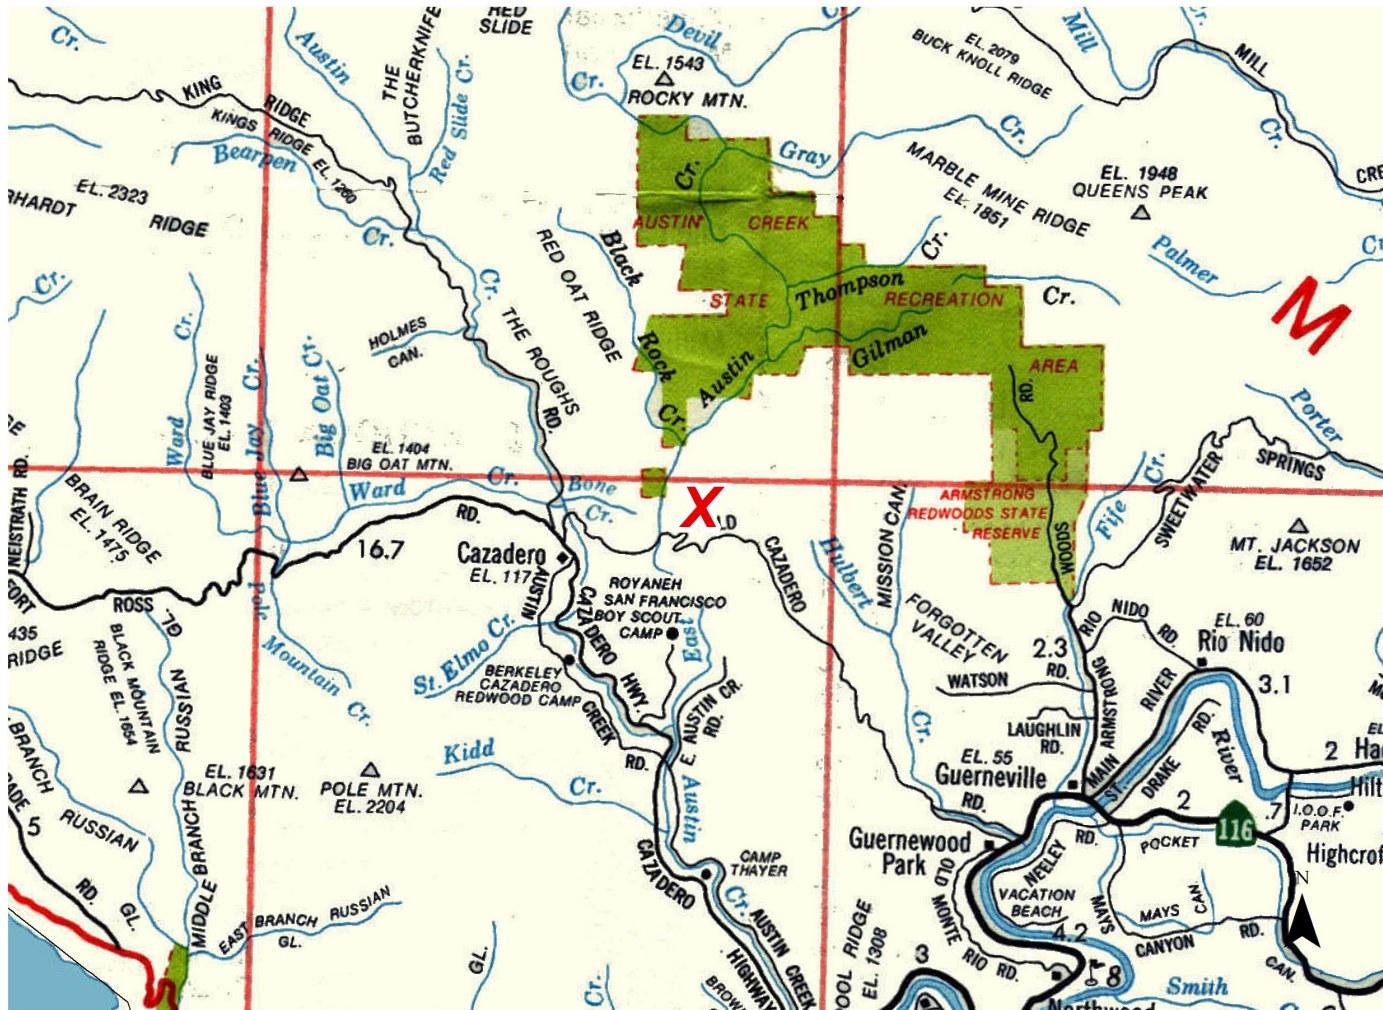 Cr.
Austin
THE
BUTCHERKNIFE
Red Slide Cr.
RED
SLIDE
Devil
Cr.
EL. 1543
ROCKY MTN.
Cr.
EL. 2079
BUCK KNOLL RIDGE
Mill
Cr.
MILL
Cr.
KING
RIDGE
KINGS RIDGE EL. 1260
Bearpen
Cr.
EL. 2323
RIDGE
Gray
Cr.
MARBLE MINE RIDGE
EL. 1851
EL. 1948
QUEENS PEAK
Palmer
Cr.
AUSTIN
CREEK
STATE
RECREATION
AREA
Cr.
Black
Rock
Cr.
RED OAT RIDGE
Thompson
Cr.
Gilman
Cr.
Austin
M
Cr.
Cr.
THE ROUGHS
RD.
HOLMES
CAN.
Ward
Cr.
BLUE JAY RIDGE
EL. 1403
Blue Jay
Cr.
Big Oat Cr.
EL. 1404
BIG OAT MTN.
Ward
Cr.
Bone
Cr.
RD.
Porter
SPRINGS
SWEETWATER
Fife
Cr.
NEISTRATH RD.
BRAIN RIDGE
EL. 1475
16.7
Cazadero
EL. 117
X
CAZADERO
Hulbert
Cr.
MISSION CAN.
ARMSTRONG
REDWOODS STATE
RESERVE
WOODS
RD.
MT. JACKSON
EL. 1652
FORT
ROSS
GL.
435
RIDGE
BLACK MOUNTAIN
RIDGE EL. 1654
RUSSIAN
MIDDLE BRANCH
Pole
Mountain
Cr.
AUSTIN
CREEK
RD.
CAZADERO
HWY.
St. Elmo Cr.
ROYANEH
SAN FRANCISCO
BOY SCOUT
CAMP
East
BERKELEY
CAZADERO
REDWOOD CAMP
E. AUSTIN CR.
RD.
FORGOTTEN
VALLEY
WATSON
RD.
2.3
RIO
NIDO
RD.
EL. 60
Rio Nido
3.1
RIVER
LAUGHLIN
RD.
ARMSTRONG
EL. 55
Guerneville
MAIN
ST.
DRAKE
RD.
River
2
Kidd
Cr.
Austin
Cr.
EL. 1631
BLACK MTN.
POLE MTN.
EL. 2204
BRANCH
RUSSIAN
GL.
5
RD.
EAST BRANCH RUSSIAN
GL.
GL.
Cr.
CAMP
THAYER
CAZADERO
HIGHWAY
AUSTIN CREEK
EL. 1308
RD.
Guernewood
Park
RD.
NEELEY
2
116
.7
I.O.O.F.
PARK
POCKET
Highcrof
OLD
MONTE
RIO RD.
VACATION
BEACH
4.2
MAYS
CANYON
RD.
MAYS
CAN
CAN.
N
3
8
Smith